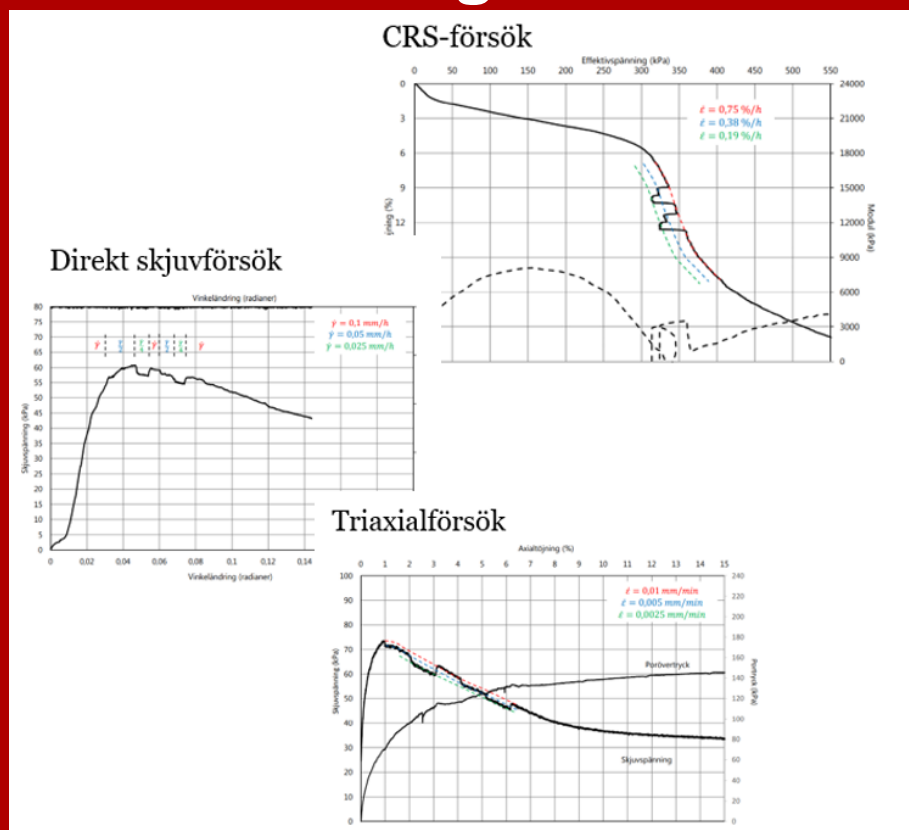 CRS-försök
Effektivspänning (kPa)
0 50 100 150 200 250 300 350 400 450 500 550
0 24000
21000
3
18000
6
15000
9
12000
12
9000
6000
3000
0
jning (%)
Modul (kPa)
ε̇ = 0,75 %/h
ε̇ = 0,38 %/h
ε̇ = 0,19 %/h
Direkt skjuvförsök
Vinkeländring (radianer)
80
75
70
65
60
55
50
45
40
35
30
25
20
15
10
5
0
Skjuvspänning (kPa)
γ̇ = 0,1 mm/h
γ̇ = 0,05 mm/h
γ̇ = 0,025 mm/h
0 0,02 0,04 0,06 0,08 0,1 0,12 0,14
Vinkeländring (radianer)
Triaxialförsök
Axialtöjning (%)
0 1 2 3 4 5 6 7 8 9 10 11 12 13 14 15
100 240
220
90
200
80
180
70
160
60
140
120
50
100
40
80
30
60
20
40
10
20
0 0
Skjuvspänning (kPa)
Portryck (kPa)
ε̇ = 0,01 mm/min
ε̇ = 0,005 mm/min
ε̇ = 0,0025 mm/min
Porövertryck
Skjuvspänning